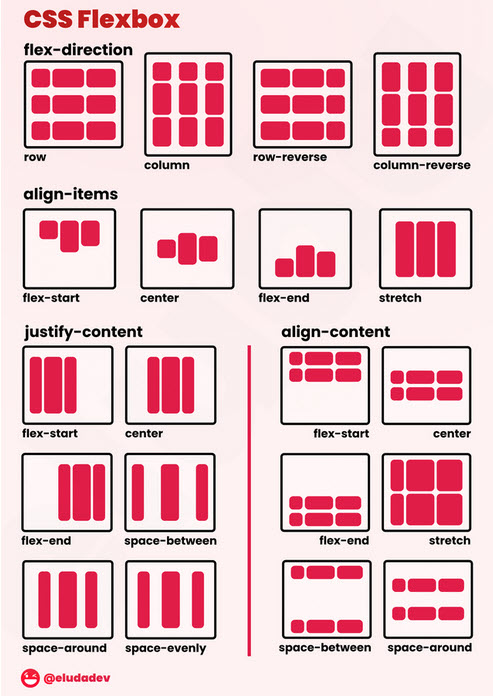 CSS Flexbox
flex-direction
row
column
row-reverse
column-reverse
align-items
flex-start
center
flex-end
stretch
justify-content
flex-start
center
flex-end
space-between
space-around
space-evenly
align-content
flex-start
center
flex-end
stretch
space-between
space-around
@eludadev